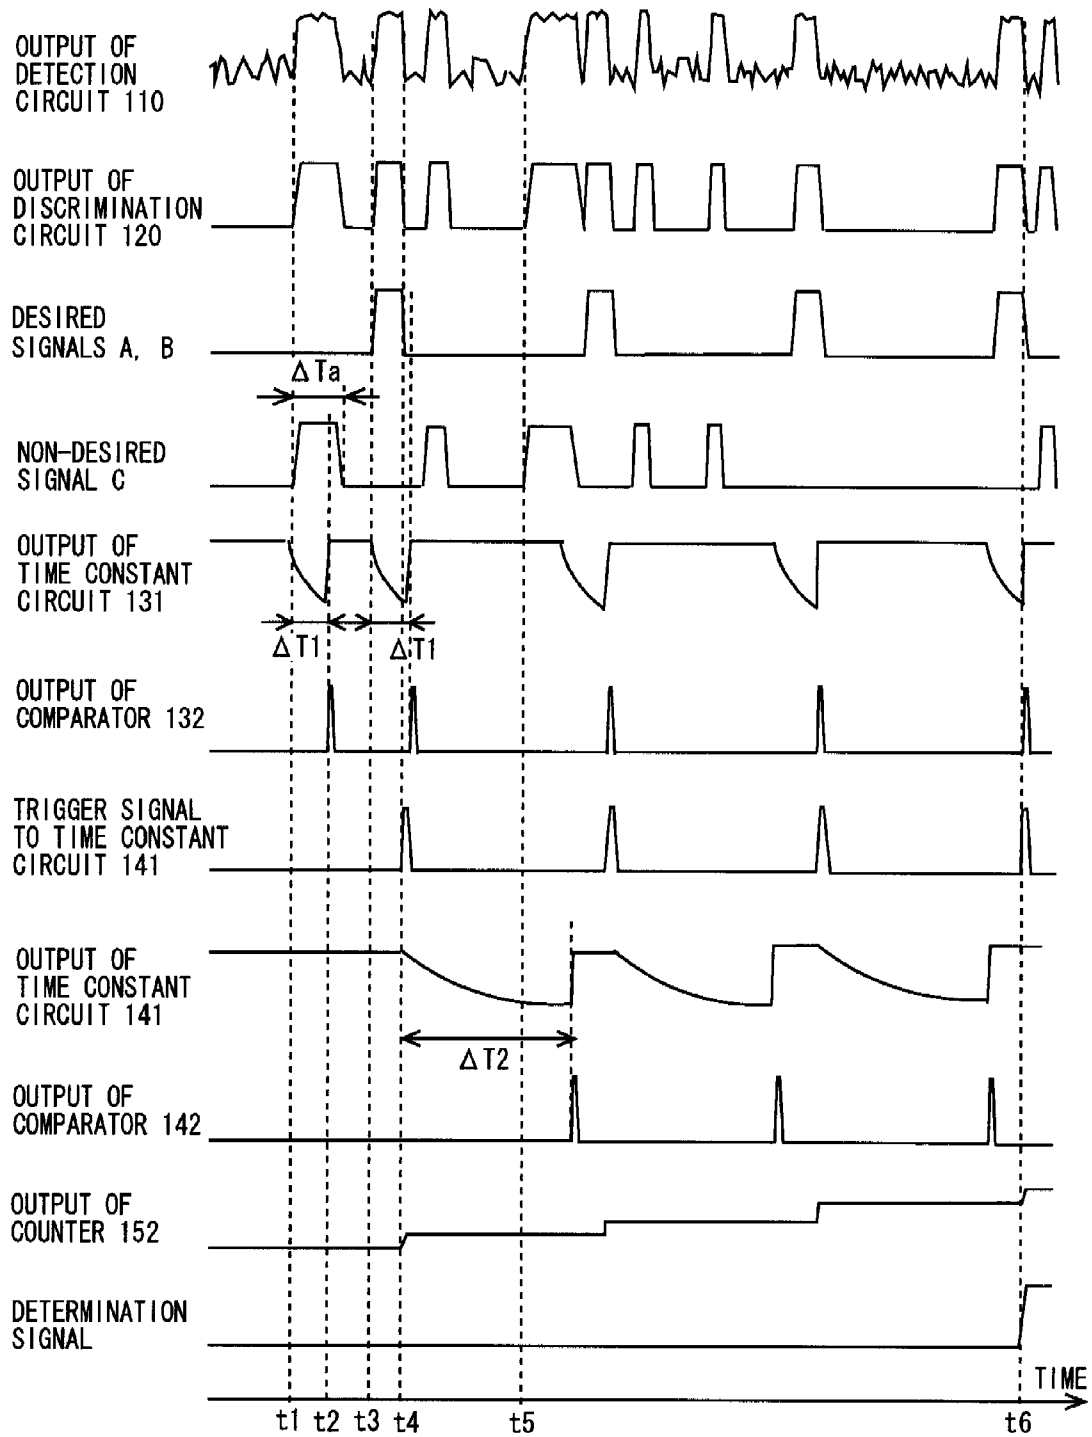 OUTPUT OF
DETECTION
CIRCUIT 110
OUTPUT OF
DISCRIMINATION
CIRCUIT 120
DESIRED
SIGNALS A, B
ΔTa
NON-DESIRED
SIGNAL C
OUTPUT OF
TIME CONSTANT
CIRCUIT 131
ΔT1
ΔT1
OUTPUT OF
COMPARATOR 132
TRIGGER SIGNAL
TO TIME CONSTANT
CIRCUIT 141
OUTPUT OF
TIME CONSTANT
CIRCUIT 141
ΔT2
OUTPUT OF
COMPARATOR 142
OUTPUT OF
COUNTER 152
DETERMINATION
SIGNAL
TIME
t1 t2 t3 t4 t5 t6